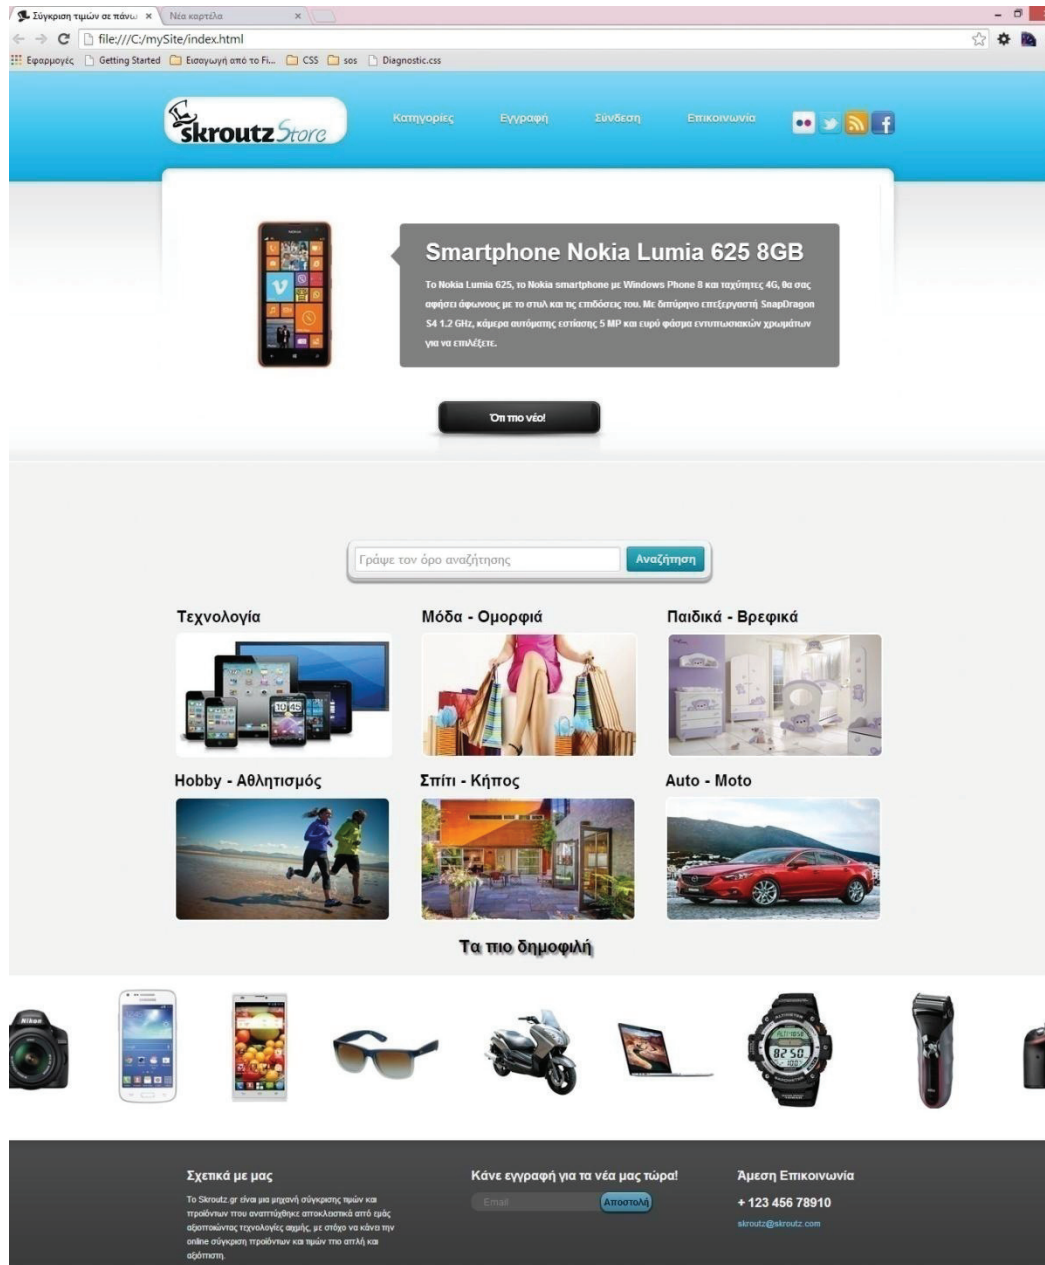 Σύγκριση τιμών σε πάνω
Νέα καρτέλα
file:///C:/mySite/index.html
Εφαρμογές Getting Started Εισαγωγή από το Fi... CSS sos Diagnostic.css
skroutz Store
Κατηγορίες Εγγραφή Σύνδεση Επικοινωνία
Smartphone Nokia Lumia 625 8GB
Το Nokia Lumia 625, το Nokia smartphone με Windows Phone 8 και ταχύτητες 4G, θα σας
αφήσει άφωνους με το στυλ και τις επιδόσεις του. Με διπύρηνο επεξεργαστή SnapDragon
S4 1.2 GHz, κάμερα αυτόματης εστίασης 5 MP και ευρύ φάσμα εντυπωσιακών χρωμάτων
για να επιλέξετε.
Ότι πιο νέο!
Γράψε τον όρο αναζήτησης
Αναζήτηση
Τεχνολογία Μόδα - Ομορφιά Παιδικά - Βρεφικά
Hobby - Αθλητισμός Σπίτι - Κήπος Auto - Moto
Τα πιο δημοφιλή
Nikon
Σχετικά με μας
Το Skroutz.gr είναι μια μηχανή σύγκρισης τιμών και
προϊόντων που αναπτύχθηκε αποκλειστικά από εμάς
αξιοποιώντας τεχνολογίες αιχμής, με στόχο να κάνει την
online σύγκριση προϊόντων και τιμών πιο απλή και
αξιόπιστη.
Κάνε εγγραφή για τα νέα μας τώρα!
Email
Αποστολή
Άμεση Επικοινωνία
+ 123 456 78910
skroutz@skroutz.com